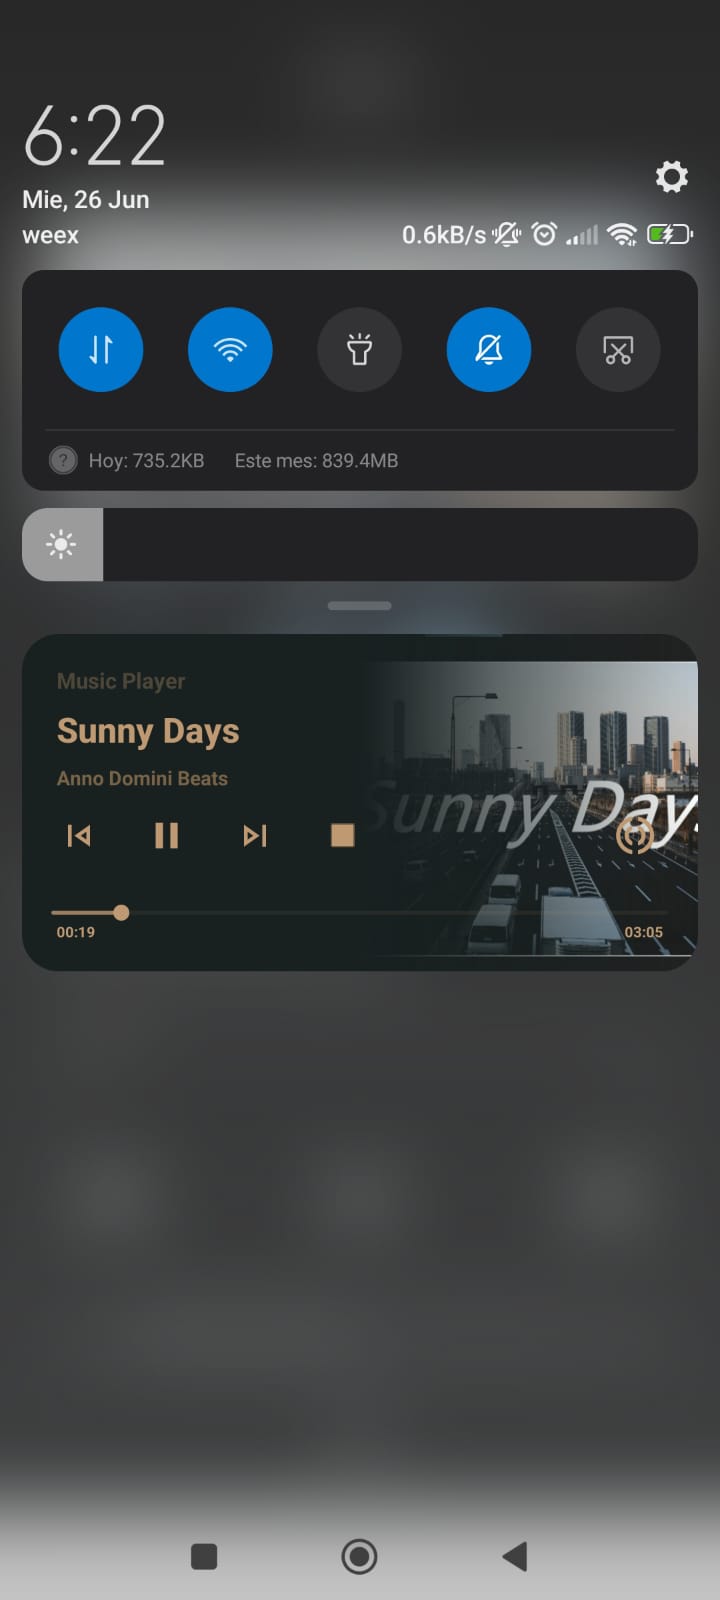 6:22
Mie, 26 Jun
weex
0.6kB/s
? Hoy: 735.2KB Este mes: 839.4MB
Music Player
Sunny Days
Anno Domini Beats
Sunny Days
00:19
03:05